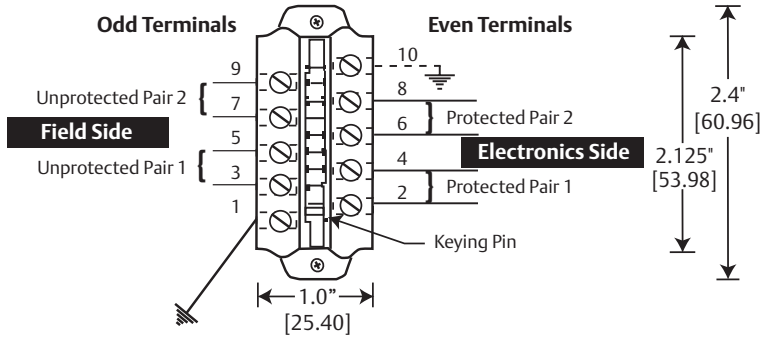 Odd Terminals
Even Terminals
9
Unprotected Pair 2
7
Field Side
5
Unprotected Pair 1
3
1
10
8
Protected Pair 2
6
Electronics Side
4
Protected Pair 1
2
Keying Pin
2.4"
[60.96]
2.125"
[53.98]
1.0”
[25.40]